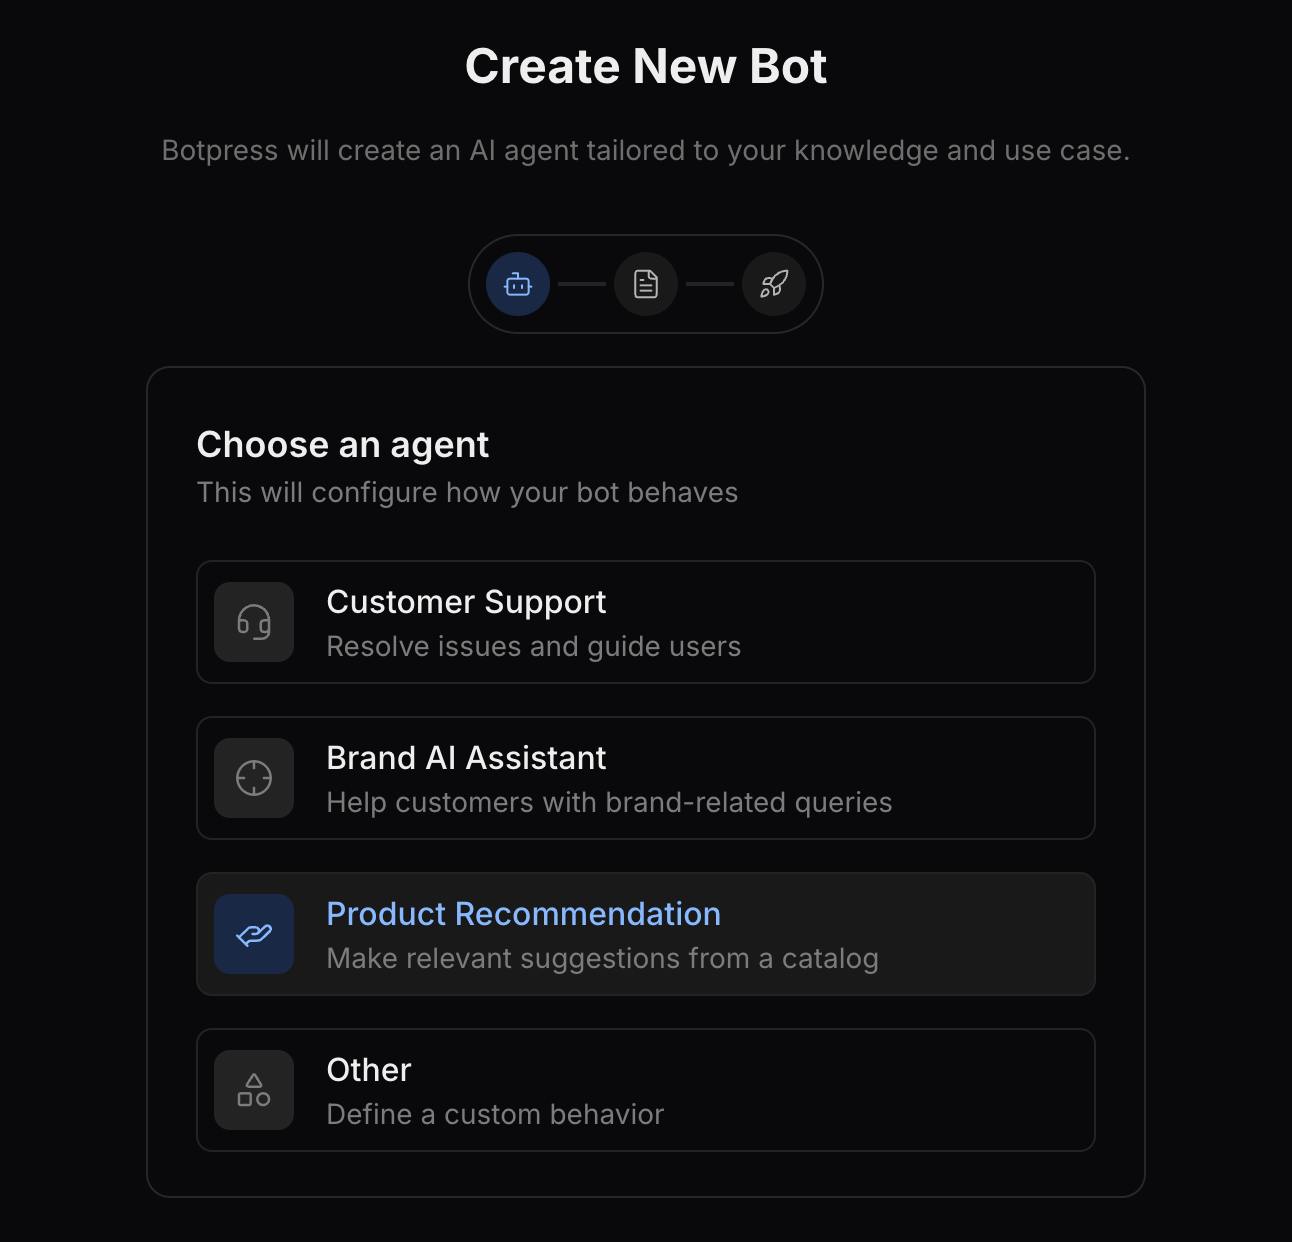 Create New Bot
Botpress will create an AI agent tailored to your knowledge and use case.
Choose an agent
This will configure how your bot behaves
Customer Support
Resolve issues and guide users
Brand AI Assistant
Help customers with brand-related queries
Product Recommendation
Make relevant suggestions from a catalog
Other
Define a custom behavior